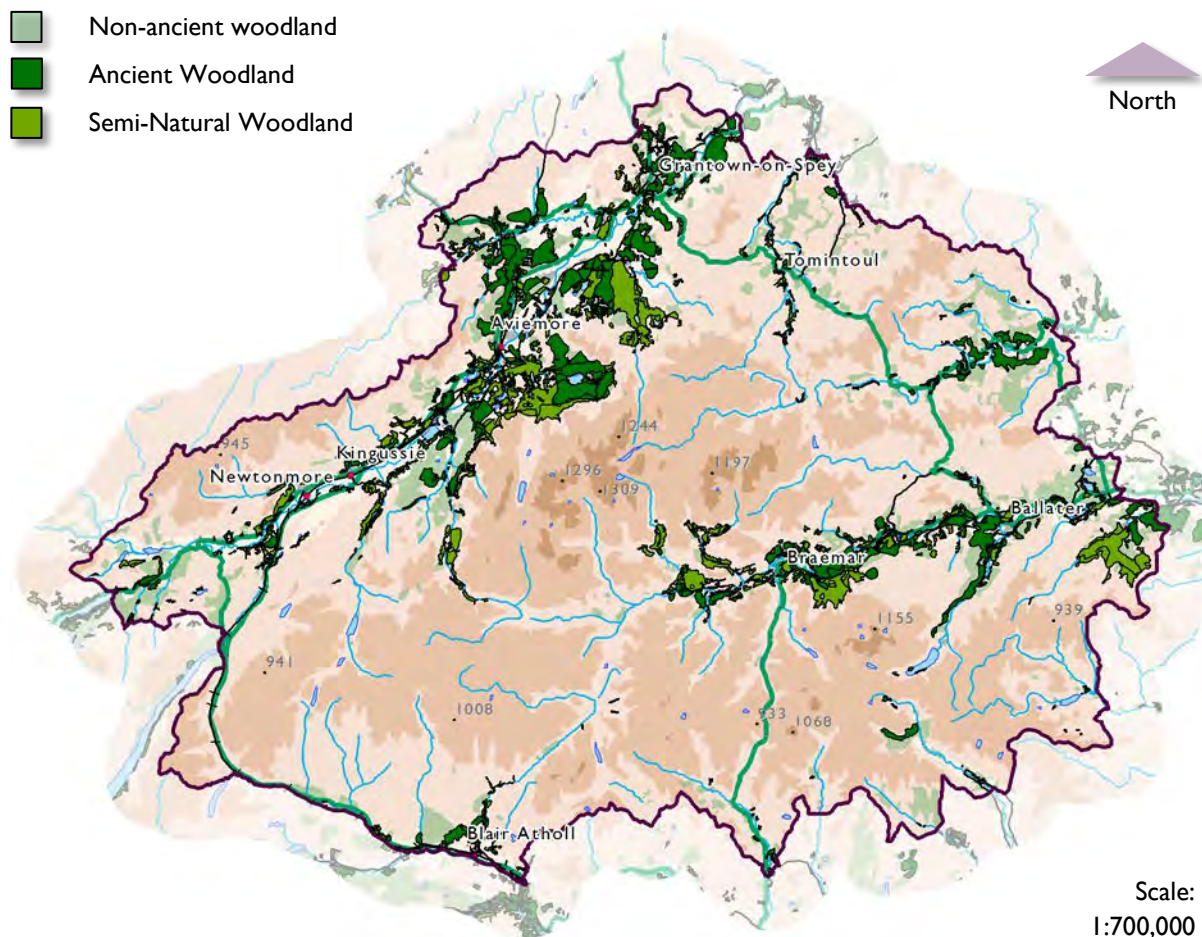 Non-ancient woodland
Ancient Woodland
Semi-Natural Woodland
North
Grantown-on-Spey
Tomintoul
Aviemore
1244
945
Kingussie
1296
1197
Newtonmore
1309
Ballater
Braemar
1155
939
941
1008
933
1068
Blair Atholl
Scale:
1:700,000